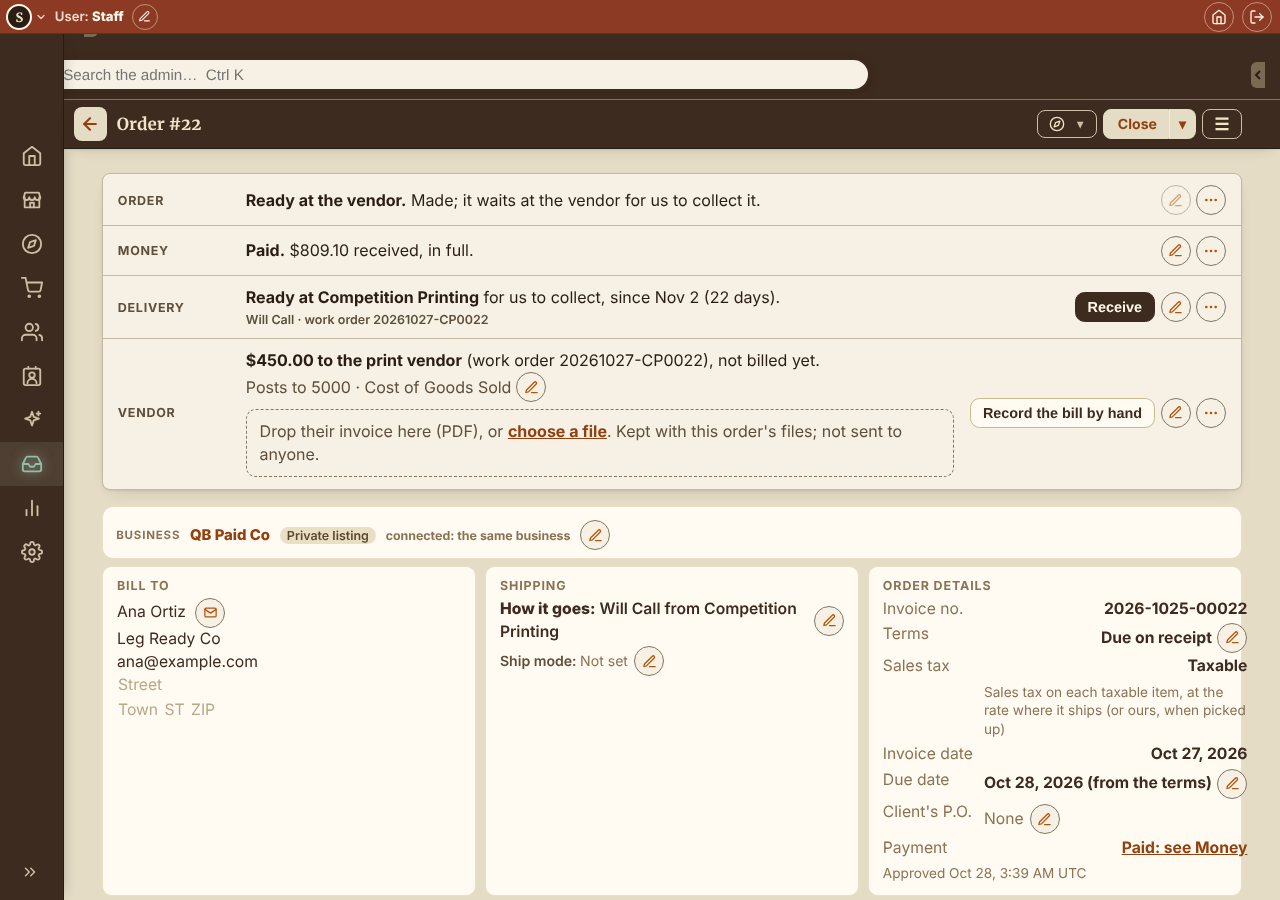 S
User: Staff
Search the admin… Ctrl K
Order #22
Close
ORDER
Ready at the vendor. Made; it waits at the vendor for us to collect it.
MONEY
Paid. $809.10 received, in full.
DELIVERY
Ready at Competition Printing for us to collect, since Nov 2 (22 days).
Will Call · work order 20261027-CP0022
Receive
VENDOR
$450.00 to the print vendor (work order 20261027-CP0022), not billed yet.
Posts to 5000 · Cost of Goods Sold
Drop their invoice here (PDF), or choose a file. Kept with this order's files; not sent to
anyone.
Record the bill by hand
BUSINESS QB Paid Co Private listing connected: the same business
BILL TO
Ana Ortiz
Leg Ready Co
ana@example.com
Street
Town ST ZIP
SHIPPING
How it goes: Will Call from Competition
Printing
Ship mode: Not set
ORDER DETAILS
Invoice no. 2026-1025-00022
Terms Due on receipt
Sales tax Taxable
Sales tax on each taxable item, at the
rate where it ships (or ours, when picked
up)
Invoice date Oct 27, 2026
Due date Oct 28, 2026 (from the terms)
Client's P.O. None
Payment Paid: see Money
Approved Oct 28, 3:39 AM UTC